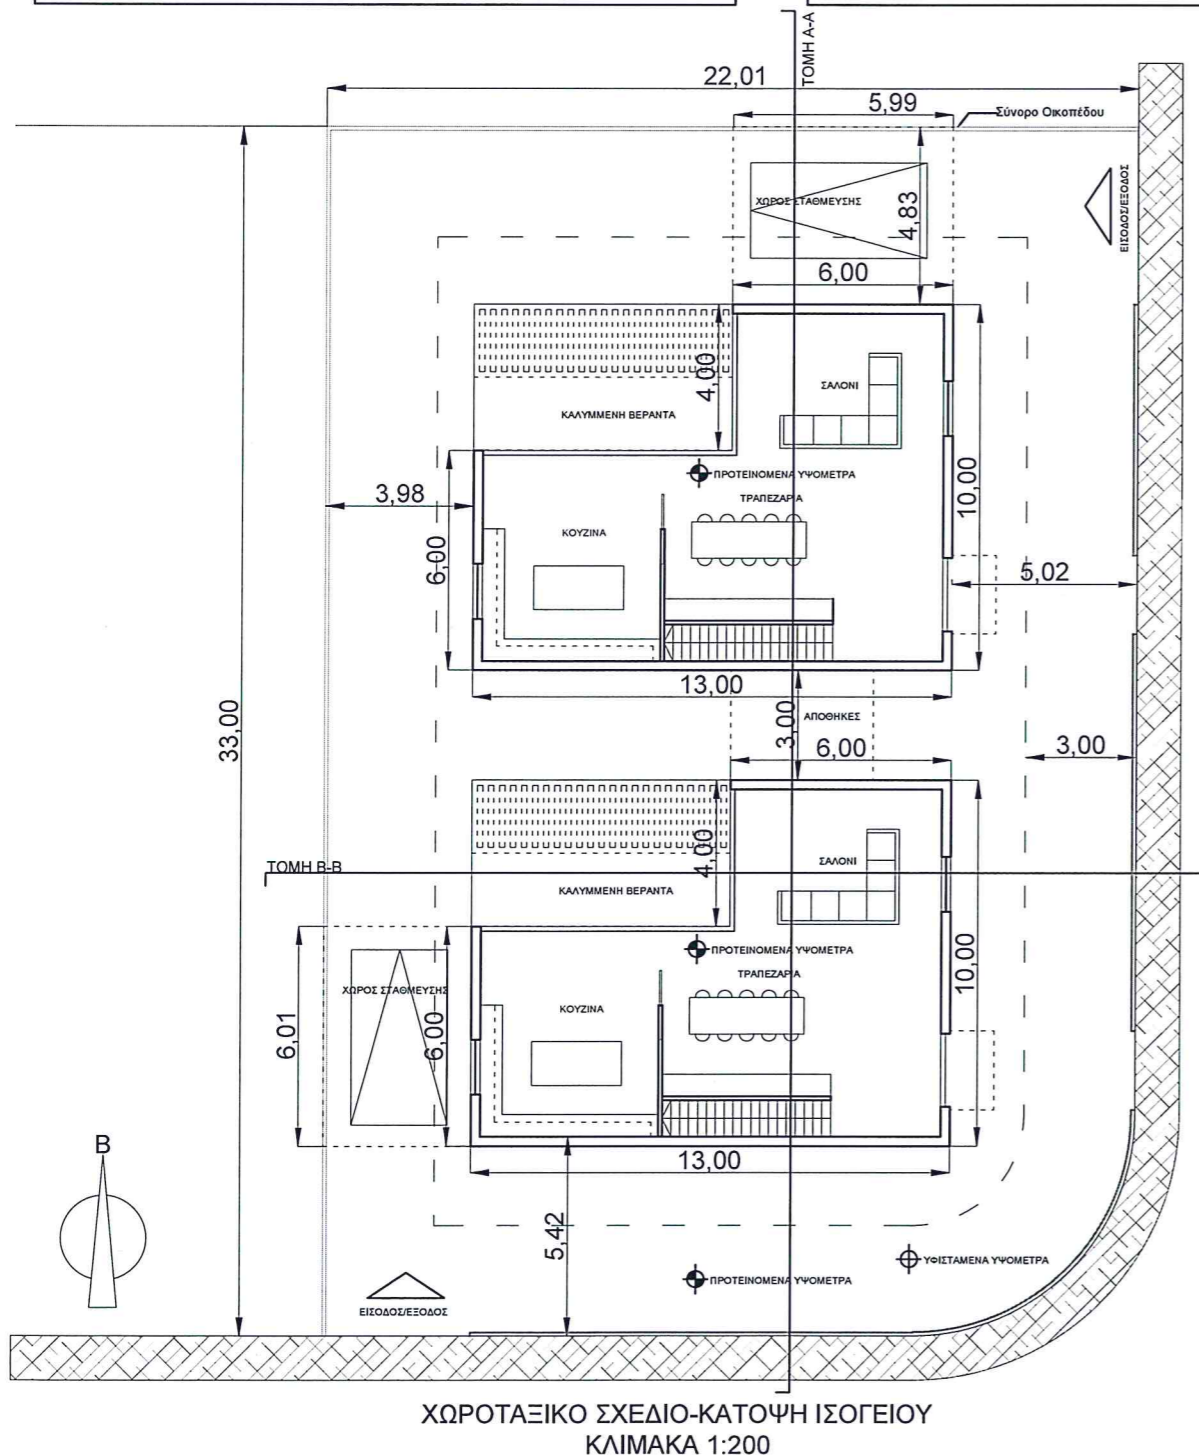 ΤΟΜΗ Α-Α
22,01
5,99
Σύνορο Οικοπέδου
ΧΩΡΟΣ ΣΤΑΘΜΕΥΣΗΣ
4,83
ΕΙΣΟΔΟΣ/ΕΞΟΔΟΣ
6,00
4,00
ΣΑΛΟΝΙ
ΚΑΛΥΜΜΕΝΗ ΒΕΡΑΝΤΑ
ΠΡΟΤΕΙΝΟΜΕΝΑ ΥΨΟΜΕΤΡΑ
3,98
ΤΡΑΠΕΖΑΡΙΑ
10,00
ΚΟΥΖΙΝΑ
6,00
5,02
13,00
33,00
3,00
ΑΠΟΘΗΚΕΣ
6,00
3,00
4,00
ΣΑΛΟΝΙ
ΤΟΜΗ Β-Β
ΚΑΛΥΜΜΕΝΗ ΒΕΡΑΝΤΑ
ΠΡΟΤΕΙΝΟΜΕΝΑ ΥΨΟΜΕΤΡΑ
ΤΡΑΠΕΖΑΡΙΑ
10,00
ΧΩΡΟΣ ΣΤΑΘΜΕΥΣΗΣ
ΚΟΥΖΙΝΑ
6,01
6,00
Β
13,00
5,42
ΥΦΙΣΤΑΜΕΝΑ ΥΨΟΜΕΤΡΑ
ΠΡΟΤΕΙΝΟΜΕΝΑ ΥΨΟΜΕΤΡΑ
ΕΙΣΟΔΟΣ/ΕΞΟΔΟΣ
ΧΩΡΟΤΑΞΙΚΟ ΣΧΕΔΙΟ-ΚΑΤΟΨΗ ΙΣΟΓΕΙΟΥ
ΚΛΙΜΑΚΑ 1:200